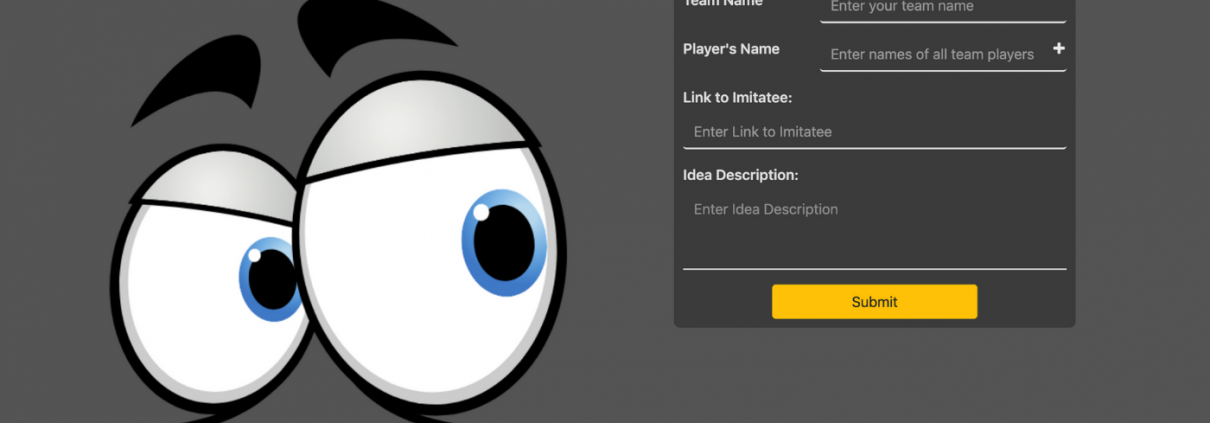 Team Name
Enter your team name
Player's Name
Enter names of all team players
+
Link to Imitatee:
Enter Link to Imitatee
Idea Description:
Enter Idea Description
Submit